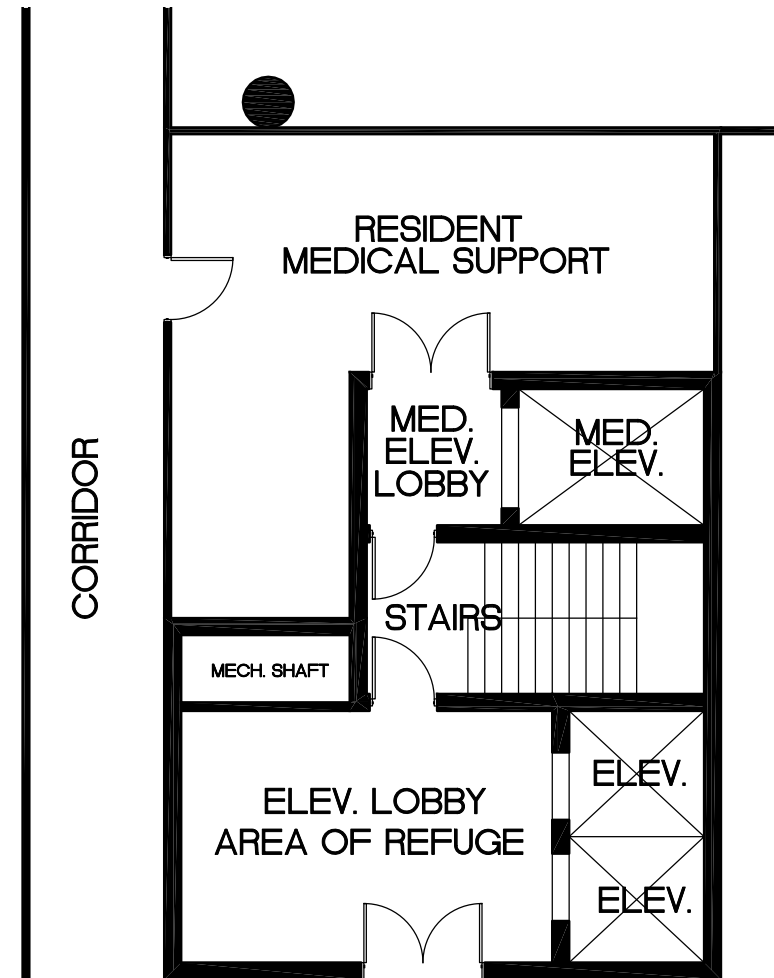 RESIDENT
MEDICAL SUPPORT
MED.
ELEV.
LOBBY
MED.
ELEV.
CORRIDOR
STAIRS
MECH. SHAFT
ELEV.
ELEV. LOBBY
AREA OF REFUGE
ELEV.